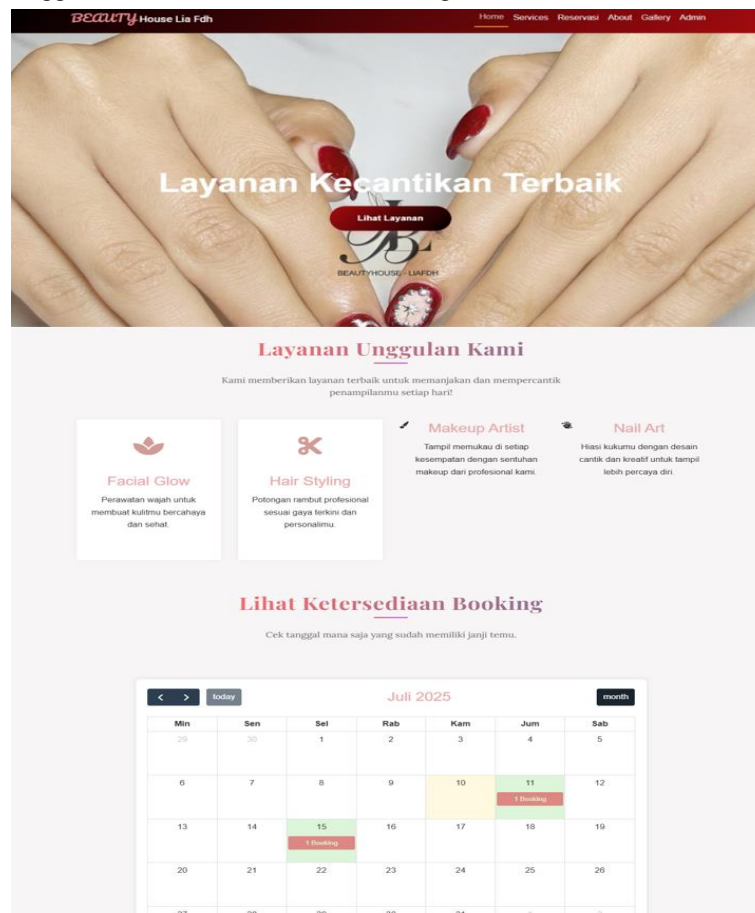 BEAUTY House Lia Fdh
Home Services Reservasi About Gallery Admin
Layanan Kecantikan Terbaik
Lihat Layanan
BEAUTYHOUSE - LIAFDH
Layanan Unggulan Kami
Kami memberikan layanan terbaik untuk memanjakan dan mempercantik
penampilanmu setiap hari!
Facial Glow
Perawatan wajah untuk
membuat kulitmu bercahaya
dan sehat.
Hair Styling
Potongan rambut profesional
sesuai gaya terkini dan
personalimu.
Makeup Artist
Tampil memukau di setiap
kesempatan dengan sentuhan
makeup dari profesional kami.
Nail Art
Hiasi kukumu dengan desain
cantik dan kreatif untuk tampil
lebih percaya diri.
Lihat Ketersediaan Booking
Cek tanggal mana saja yang sudah memiliki janji temu.
today
Juli 2025
month
Min Sen Sel Rab Kam Jum Sab
29 30 1 2 3 4 5
6 7 8 9 10 11 12
1 Booking
13 14 15 16 17 18 19
1 Booking
20 21 22 23 24 25 26